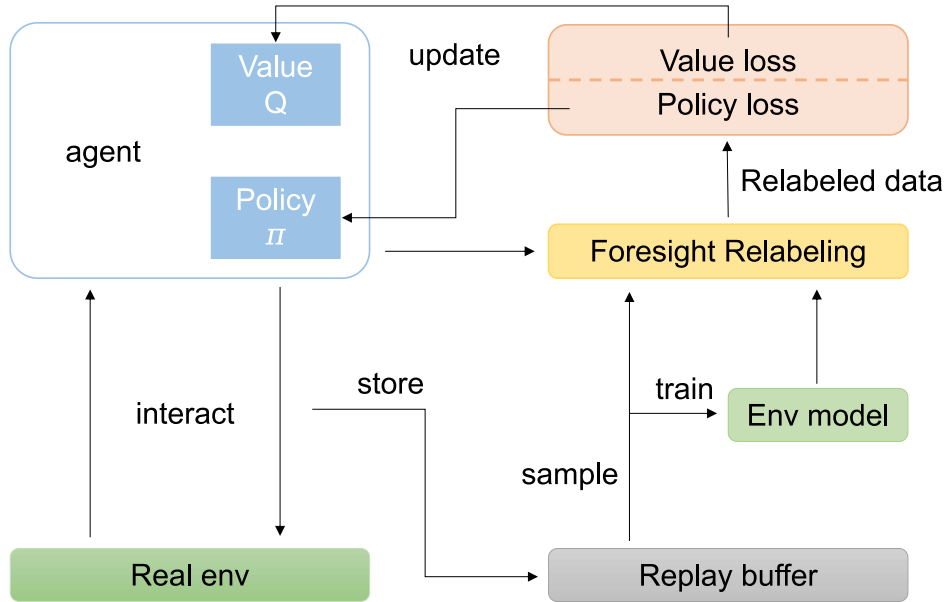 Value
Q
update
Value loss
Policy loss
agent
Policy
π
Relabeled data
Foresight Relabeling
store
interact
train
Env model
sample
Real env
Replay buffer